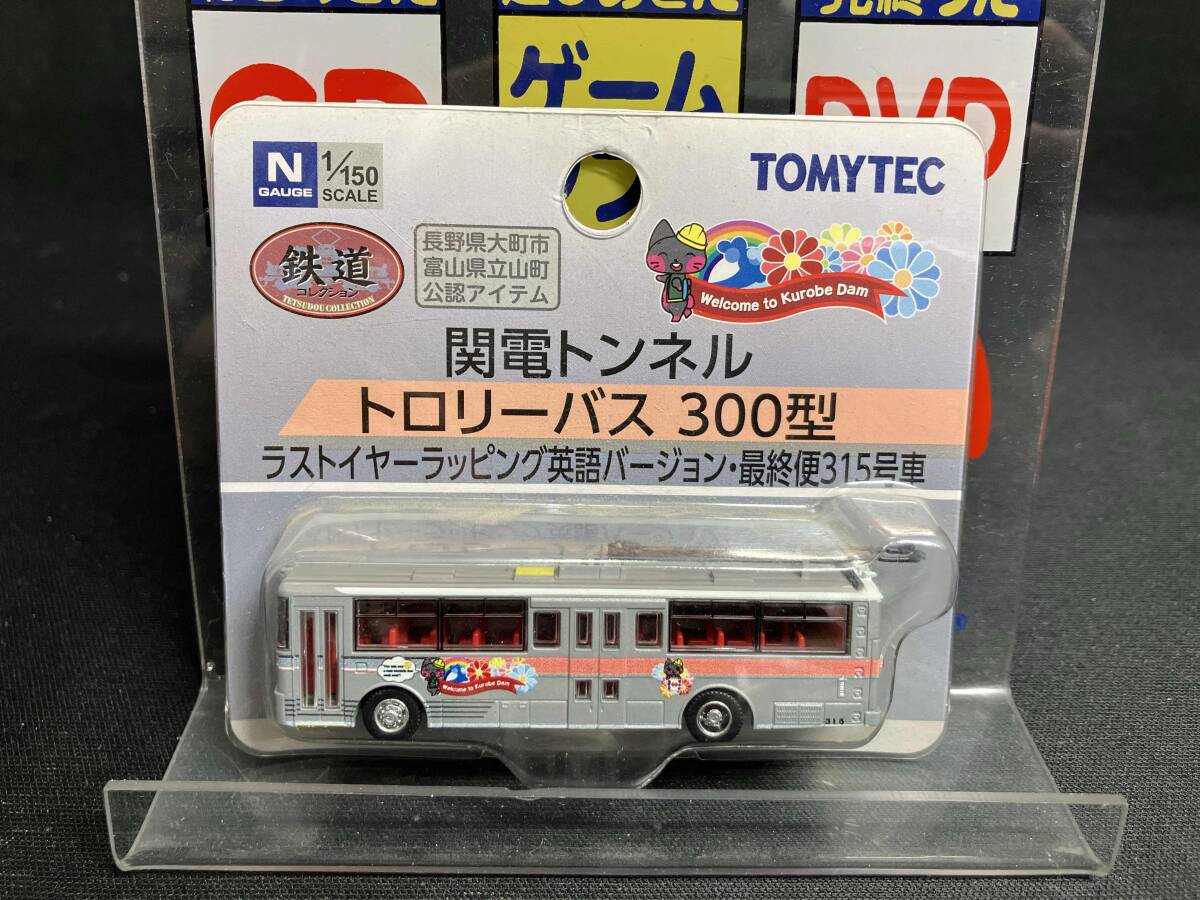 ゲーム
DVD
N
GAUGE
1/150
SCALE
TOMYTEC
鉄道
コレクション
TETSUDOU COLLECTION
長野県大町市
富山県立山町
公認アイテム
Welcome to Kurobe Dam
関電トンネル
トロリーバス 300型
ラストイヤーラッピング英語バージョン・最終便315号車
Welcome to Kurobe Dam
315